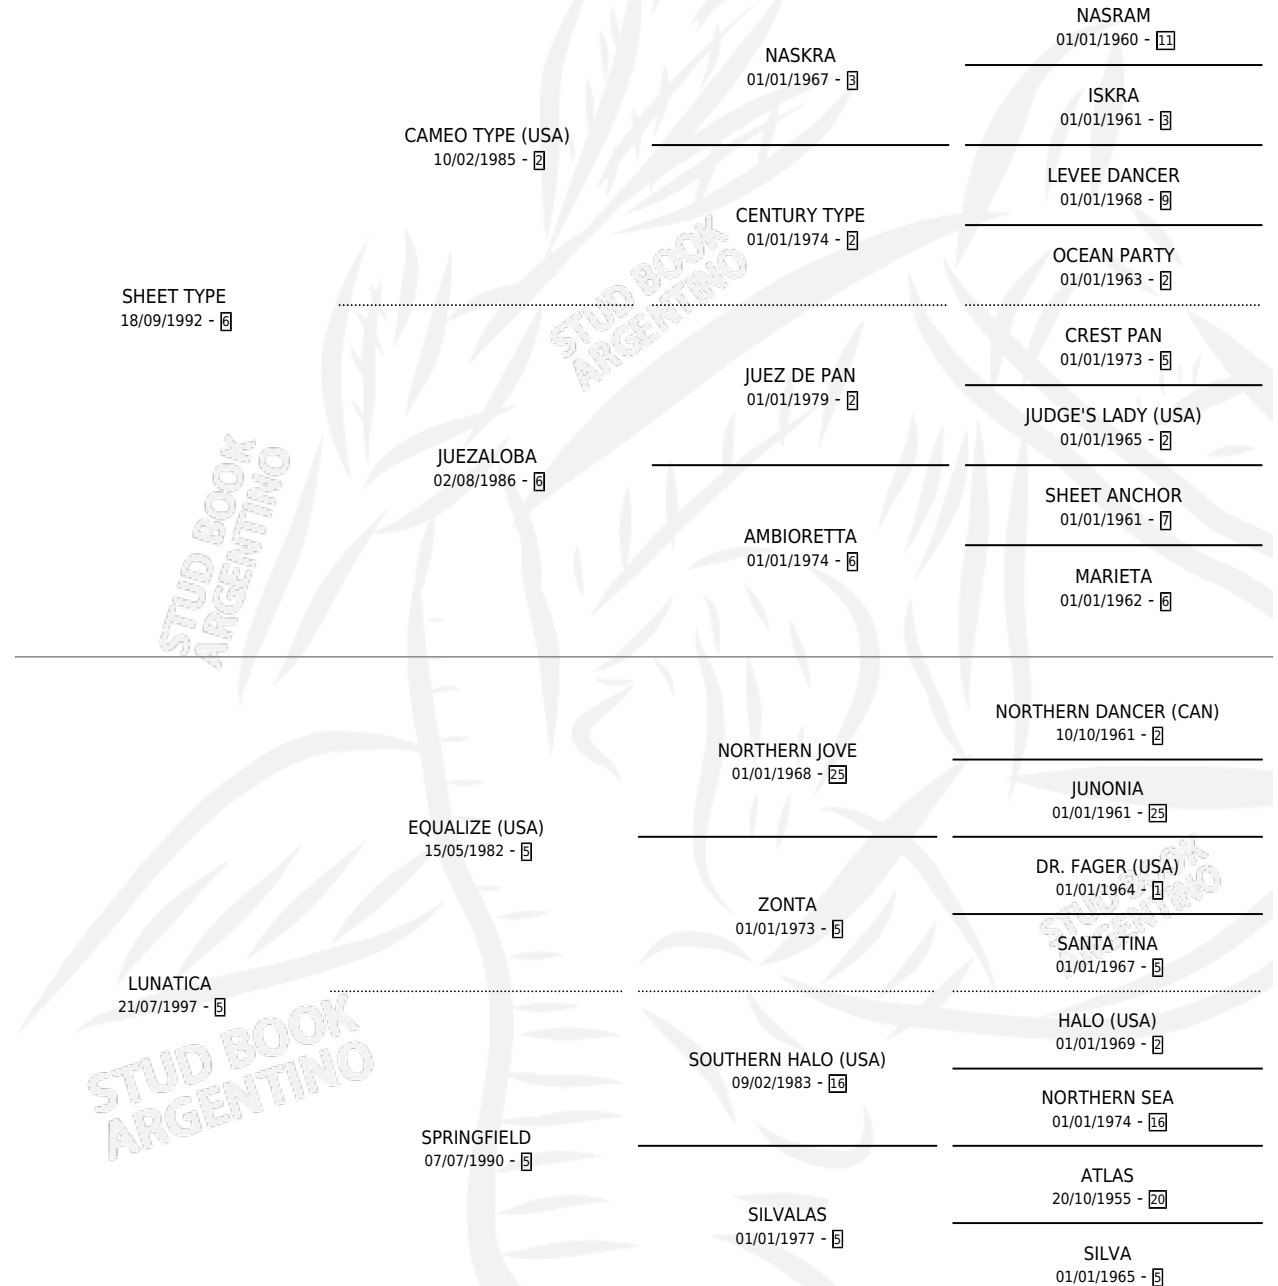 NASRAM
01/01/1960 - 11
NASKRA
01/01/1967 - 3
ISKRA
01/01/1961 - 3
CAMEO TYPE (USA)
10/02/1985 - 2
LEVEE DANCER
01/01/1968 - 9
CENTURY TYPE
01/01/1974 - 2
OCEAN PARTY
01/01/1963 - 2
SHEET TYPE
18/09/1992 - 6
STUD BOOK
ARGENTINO
CREST PAN
01/01/1973 - 5
JUEZ DE PAN
01/01/1979 - 2
JUDGE'S LADY (USA)
01/01/1965 - 2
JUEZALOBA
02/08/1986 - 6
SHEET ANCHOR
01/01/1961 - 7
AMBIORETTA
01/01/1974 - 6
MARIETA
01/01/1962 - 6
STUD BOOK
ARGENTINO
NORTHERN DANCER (CAN)
10/10/1961 - 2
NORTHERN JOVE
01/01/1968 - 25
JUNONIA
01/01/1961 - 25
EQUALIZE (USA)
15/05/1982 - 5
DR. FAGER (USA)
01/01/1964 - 1
ZONTA
01/01/1973 - 5
SANTA TINA
01/01/1967 - 5
STUD BOOK
ARGENTINO
LUNATICA
21/07/1997 - 5
HALO (USA)
01/01/1969 - 2
SOUTHERN HALO (USA)
09/02/1983 - 16
NORTHERN SEA
01/01/1974 - 16
STUD BOOK
ARGENTINO
SPRINGFIELD
07/07/1990 - 5
ATLAS
20/10/1955 - 20
SILVALAS
01/01/1977 - 5
SILVA
01/01/1965 - 5